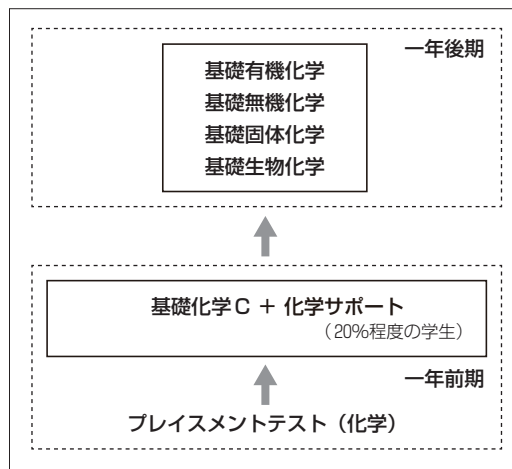 一年後期
基礎有機化学
基礎無機化学
基礎固体化学
基礎生物化学
基礎化学C + 化学サポート
(20%程度の学生)
一年前期
プレイスメントテスト(化学)